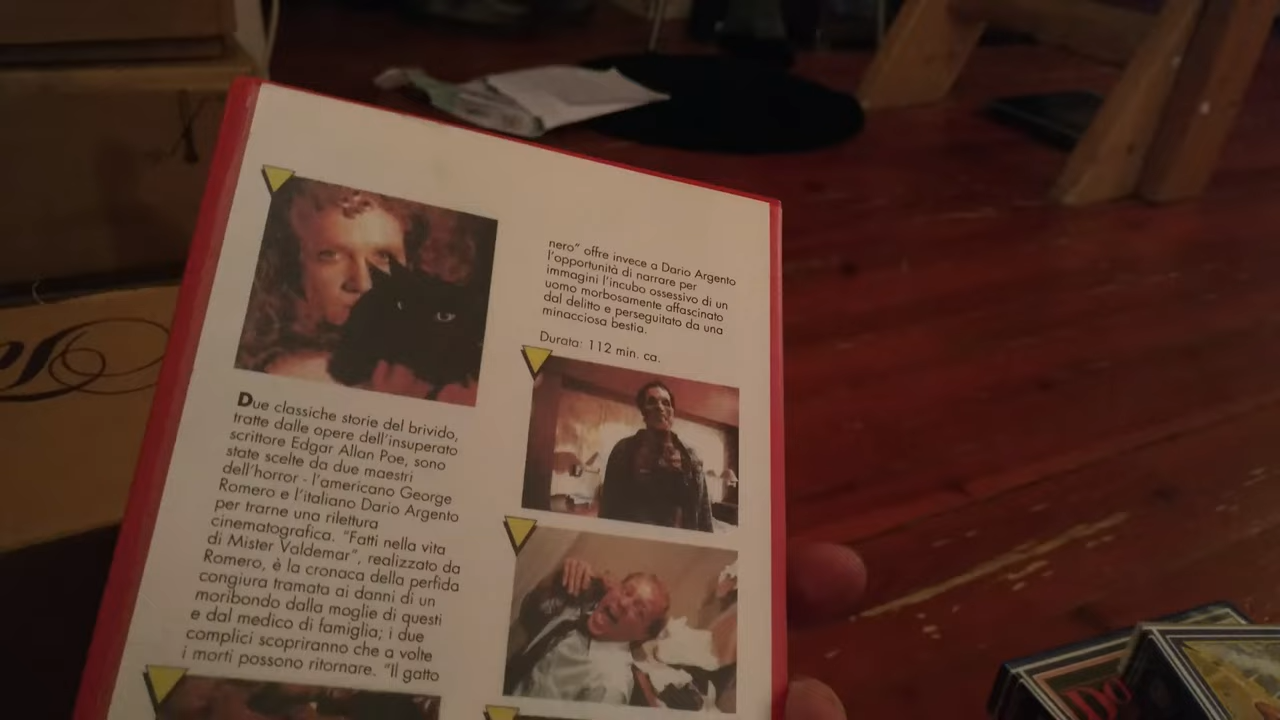 Due classiche storie del brivido,
tratte dalle opere dell'insuperato
scrittore Edgar Allan Poe, sono
state scelte da due maestri
dell'horror - l'americano George
Romero e l'italiano Dario Argento
per trarne una rilettura
cinematografica. "Fatti nella vita
di Mister Valdemar", realizzato da
Romero, è la cronaca della perfida
congiura tramata ai danni di un
moribondo dalla moglie di questi
e dal medico di famiglia; i due
complici scopriranno che a volte
i morti possono ritornare. "Il gatto
nero" offre invece a Dario Argento
l'opportunità di narrare per
immagini l'incubo ossessivo di un
uomo morbosamente affascinato
dal delitto e perseguitato da una
minacciosa bestia.
Durata: 112 min. ca.